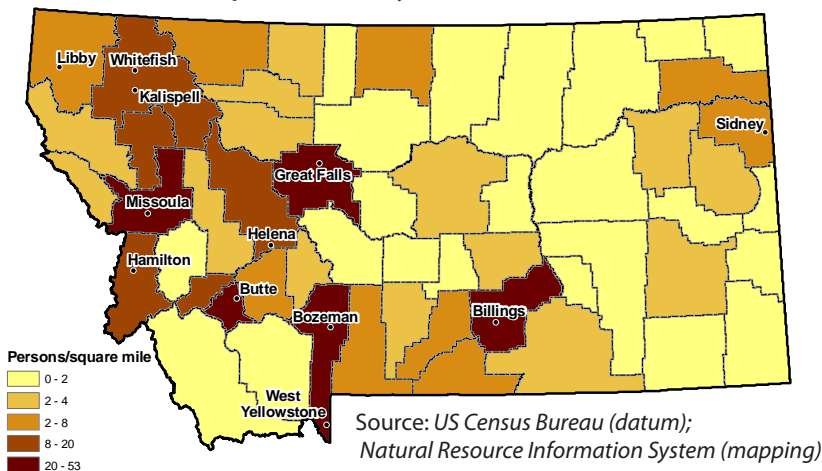 Libby
Whitefish
Kalispell
Sidney
Great Falls
Missoula
Helena
Hamilton
Butte
Bozeman
Billings
West
Yellowstone
Persons/square mile
0 - 2
2 - 4
2 - 8
8 - 20
20 - 53
Source: US Census Bureau (datum);
Natural Resource Information System (mapping)